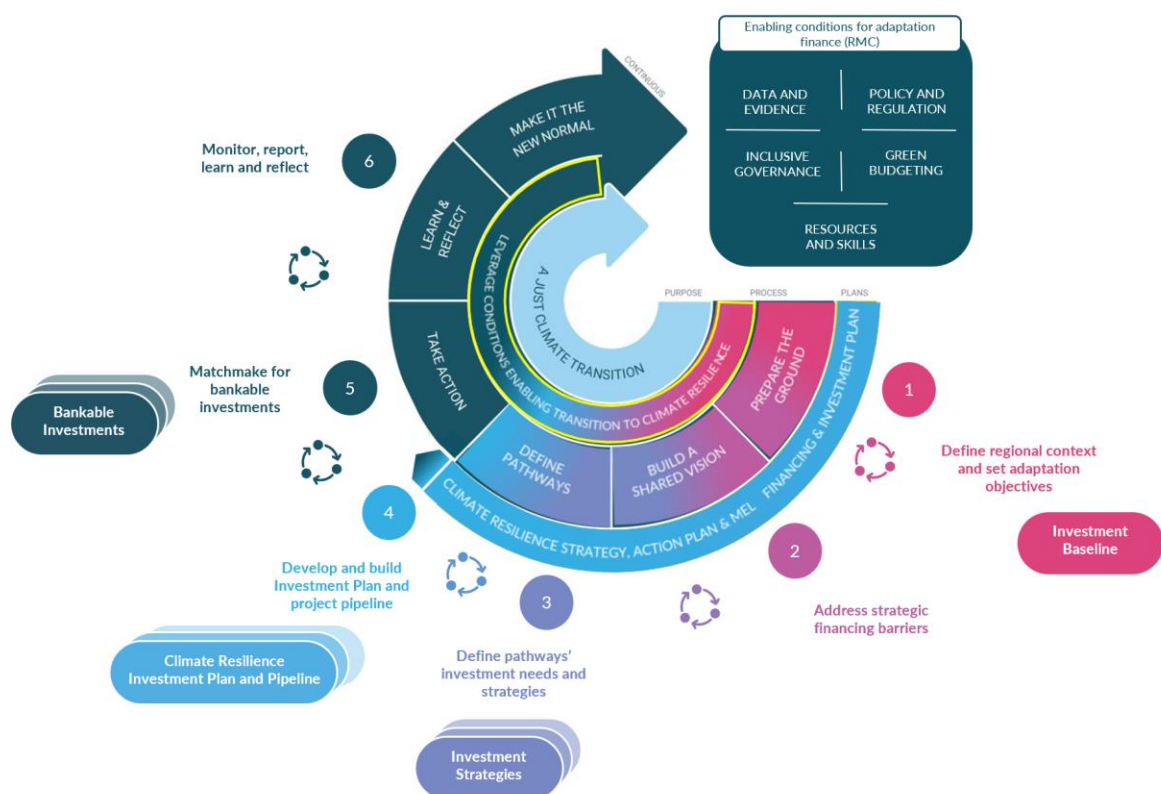 Enabling conditions for adaptation
finance (RMC)
DATA AND
EVIDENCE
POLICY AND
REGULATION
INCLUSIVE
GOVERNANCE
GREEN
BUDGETING
RESOURCES
AND SKILLS
CONTINUOUS
MAKE IT THE
NEW NORMAL
LEARN &
REFLECT
TAKE ACTION
DEFINE
PATHWAYS
BUILD A
SHARED VISION
PREPARE THE
GROUND
LEVERAGE CONDITIONS ENABLING TRANSITION TO CLIMATE RESILIENCE
A JUST CLIMATE TRANSITION
PURPOSE
PROCESS
PLANS
CLIMATE RESILIENCE STRATEGY, ACTION PLAN & MEL
FINANCING & INVESTMENT PLAN
1
Define regional context
and set adaptation
objectives
Investment
Baseline
2
Address strategic
financing barriers
3
Define pathways'
investment needs and
strategies
Investment
Strategies
4
Develop and build
Investment Plan and
project pipeline
Climate Resilience
Investment Plan and Pipeline
5
Matchmake for
bankable
investments
Bankable
Investments
6
Monitor, report,
learn and reflect